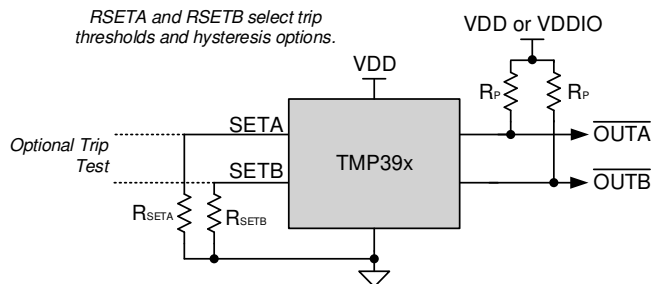 RSETA and RSETB select trip
thresholds and hysteresis options.
VDD or VDDIO
VDD
RP
RP
SETA
OUTA
Optional Trip
Test
SETB
TMP39x
OUTB
RSETA
RSETB